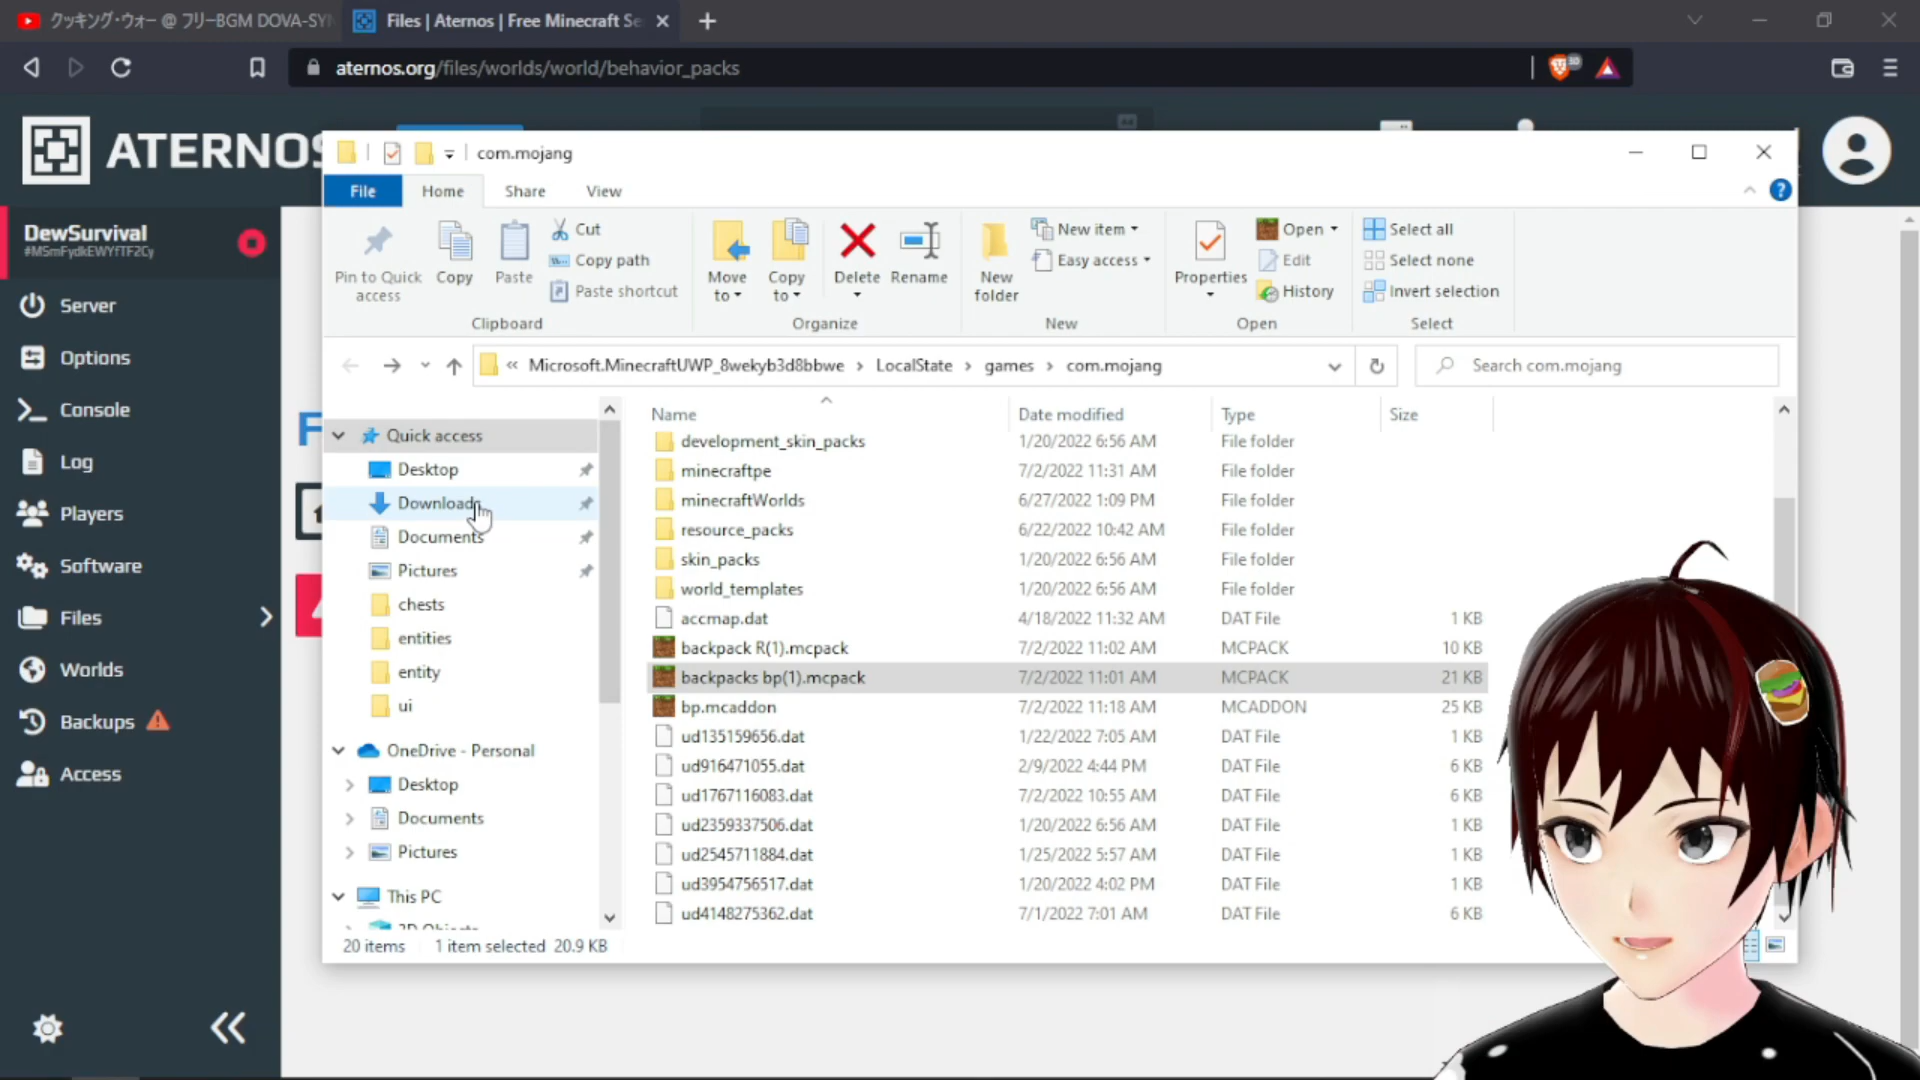 クッキング・ウォー @ フリーBGM DOVA-SYN
Files | Aternos | Free Minecraft Se
aternos.org/files/worlds/world/behavior_packs
30
ATERNOS
com.mojang
File
Home
Share
View
DewSurvival
Server
Options
Console
Log
Players
Software
Files
Worlds
Backups
Access
Pin to Quick
access
Copy
Paste
Cut
Copy path
Paste shortcut
Clipboard
Move
to
Copy
to
Delete
Rename
Organize
New
folder
New item
Easy access
New
Properties
Open
Edit
History
Open
Select all
Select none
Invert selection
Select
« Microsoft.MinecraftUWP_8wekyb3d8bbwe › LocalState › games › com.mojang
Search com.mojang
Quick access
Desktop
Downloads
Documents
Pictures
chests
entities
entity
ui
OneDrive - Personal
Desktop
Documents
Pictures
This PC
3D Objects
Name Date modified Type Size
development_skin_packs 1/20/2022 6:56 AM File folder
minecraftpe 7/2/2022 11:31 AM File folder
minecraftWorlds 6/27/2022 1:09 PM File folder
resource_packs 6/22/2022 10:42 AM File folder
skin_packs 1/20/2022 6:56 AM File folder
world_templates 1/20/2022 6:56 AM File folder
accmap.dat 4/18/2022 11:32 AM DAT File 1 KB
backpack R(1).mcpack 7/2/2022 11:02 AM MCPACK 10 KB
backpacks bp(1).mcpack 7/2/2022 11:01 AM MCPACK 21 KB
bp.mcaddon 7/2/2022 11:18 AM MCADDON 25 KB
ud135159656.dat 1/22/2022 7:05 AM DAT File 1 KB
ud916471055.dat 2/9/2022 4:44 PM DAT File 6 KB
ud1767116083.dat 7/2/2022 10:55 AM DAT File 6 KB
ud2359337506.dat 1/20/2022 6:56 AM DAT File 1 KB
ud2545711884.dat 1/25/2022 5:57 AM DAT File 1 KB
ud3954756517.dat 1/20/2022 4:02 PM DAT File 1 KB
ud4148275362.dat 7/1/2022 7:01 AM DAT File 6 KB
20 items 1 item selected 20.9 KB